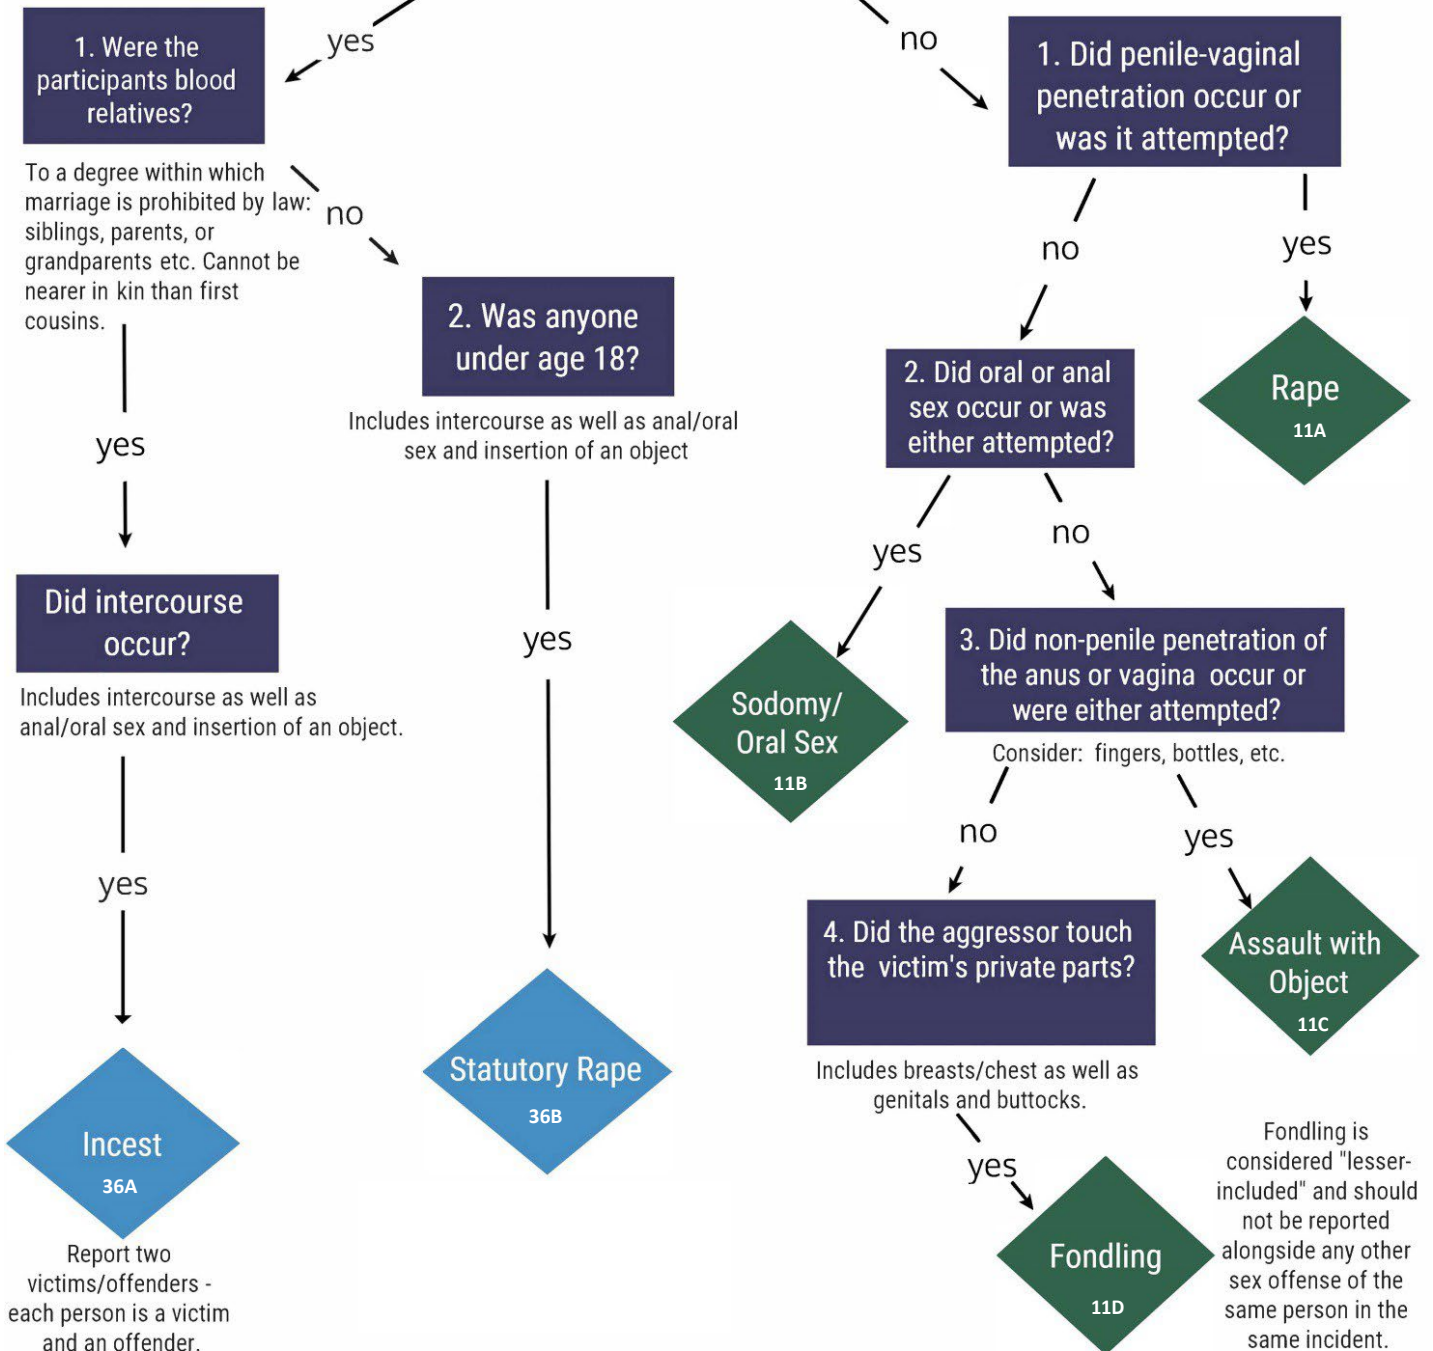 yes
no
1. Were the
participants blood
relatives?
To a degree within which
marriage is prohibited by law:
siblings, parents, or
grandparents etc. Cannot be
nearer in kin than first
cousins.
no
yes
2. Was anyone
under age 18?
Includes intercourse as well as anal/oral
sex and insertion of an object
Did intercourse
occur?
Includes intercourse as well as
anal/oral sex and insertion of an object.
yes
yes
Incest
36A
Report two
victims/offenders -
each person is a victim
and an offender.
Statutory Rape
36B
1. Did penile-vaginal
penetration occur or
was it attempted?
no
yes
Rape
11A
2. Did oral or anal
sex occur or was
either attempted?
yes
no
Sodomy/
Oral Sex
11B
3. Did non-penile penetration of
the anus or vagina occur or
were either attempted?
Consider: fingers, bottles, etc.
no
yes
Assault with
Object
11C
4. Did the aggressor touch
the victim's private parts?
Includes breasts/chest as well as
genitals and buttocks.
yes
Fondling
11D
Fondling is
considered "lesser-
included" and should
not be reported
alongside any other
sex offense of the
same person in the
same incident.